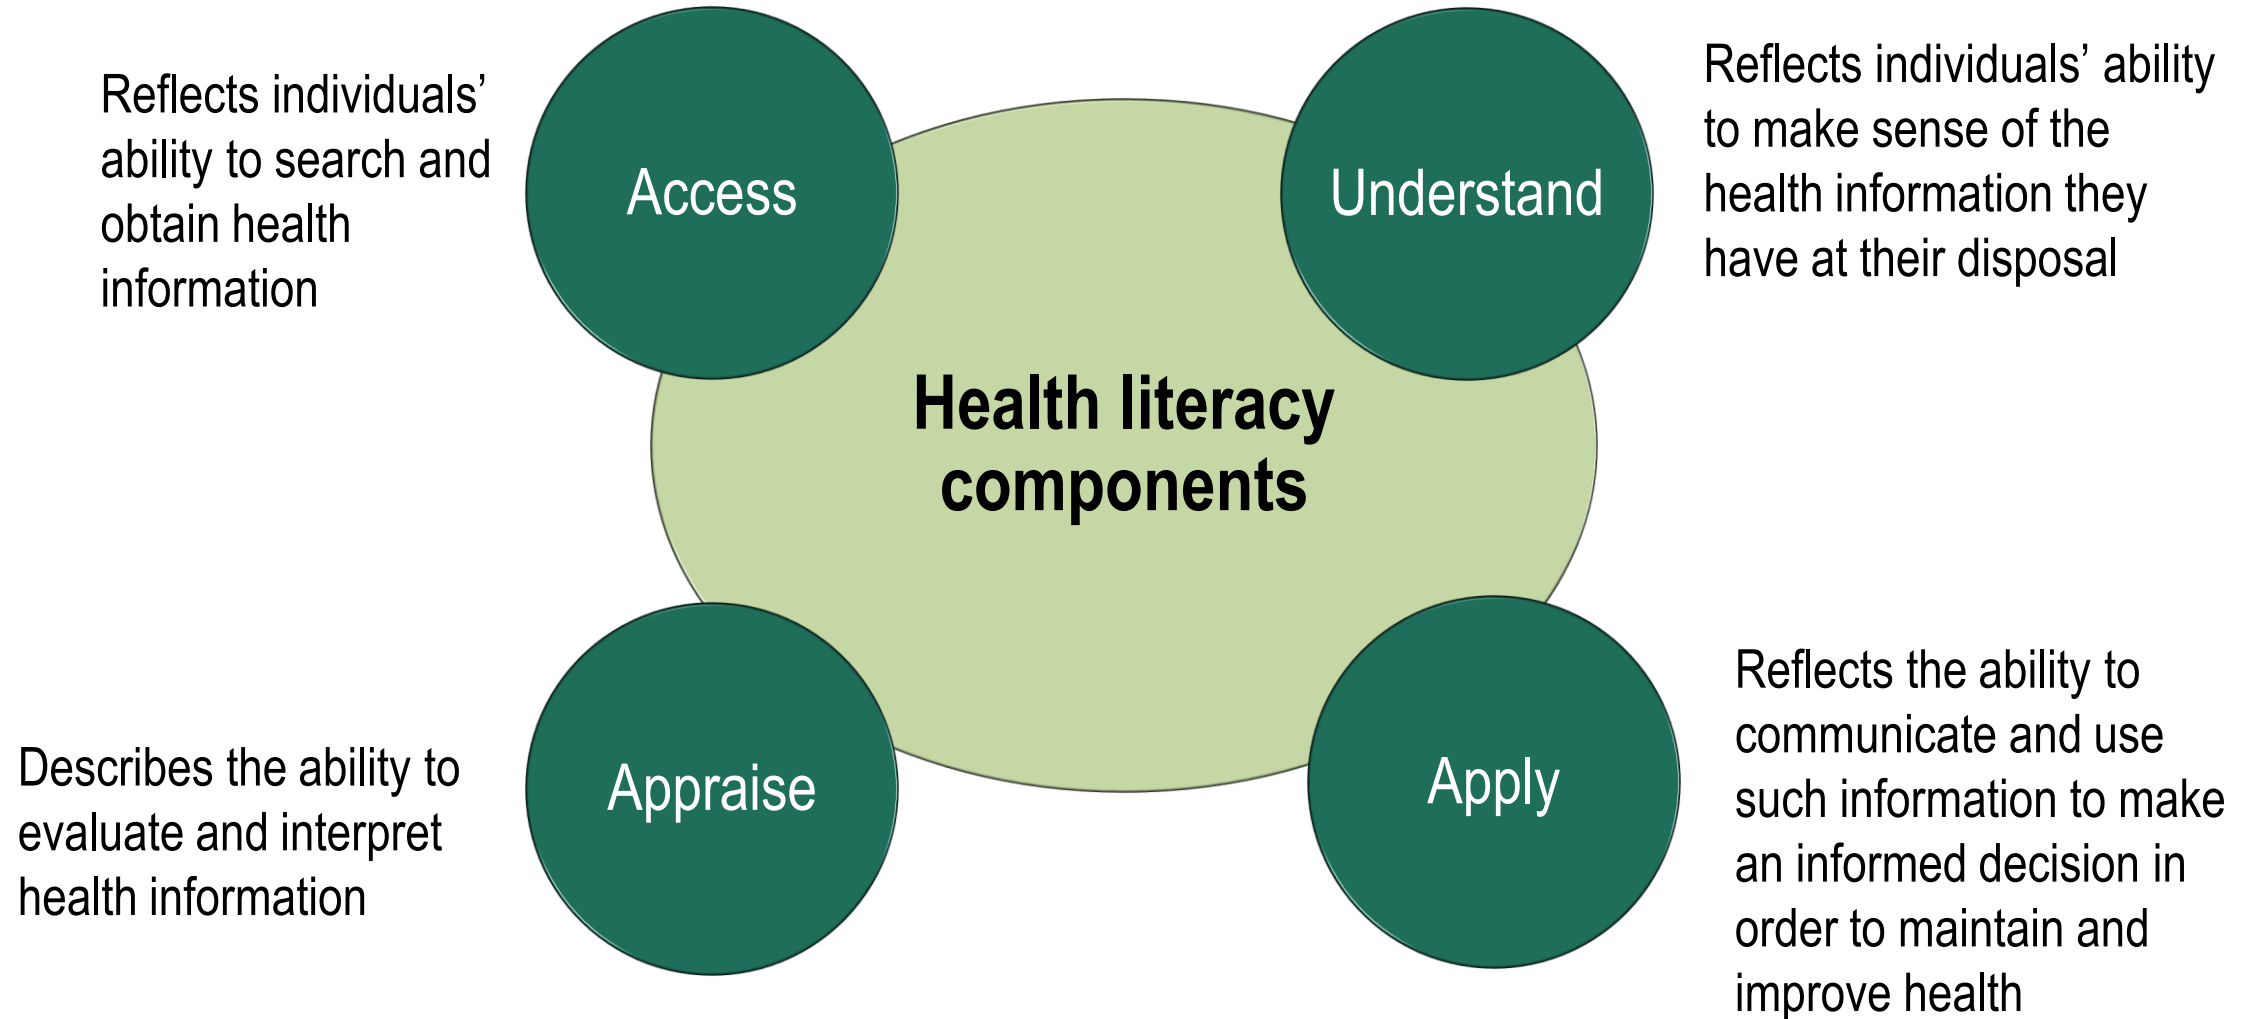 Reflects individuals’
ability to search and
obtain health
information
Access
Understand
Reflects individuals’ ability
to make sense of the
health information they
have at their disposal
Health literacy
components
Describes the ability to
evaluate and interpret
health information
Appraise
Apply
Reflects the ability to
communicate and use
such information to make
an informed decision in
order to maintain and
improve health